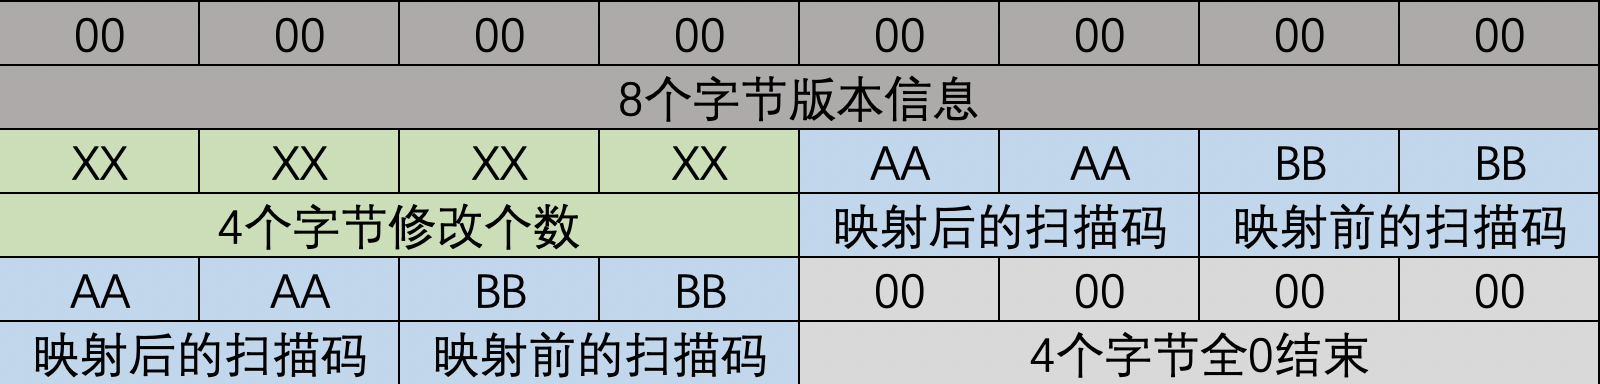 00 00 00 00 00 00 00 00
8个字节版本信息
XX XX XX XX AA AA BB BB
4个字节修改个数 映射后的扫描码 映射前的扫描码
AA AA BB BB 00 00 00 00
映射后的扫描码 映射前的扫描码 4个字节全0结束